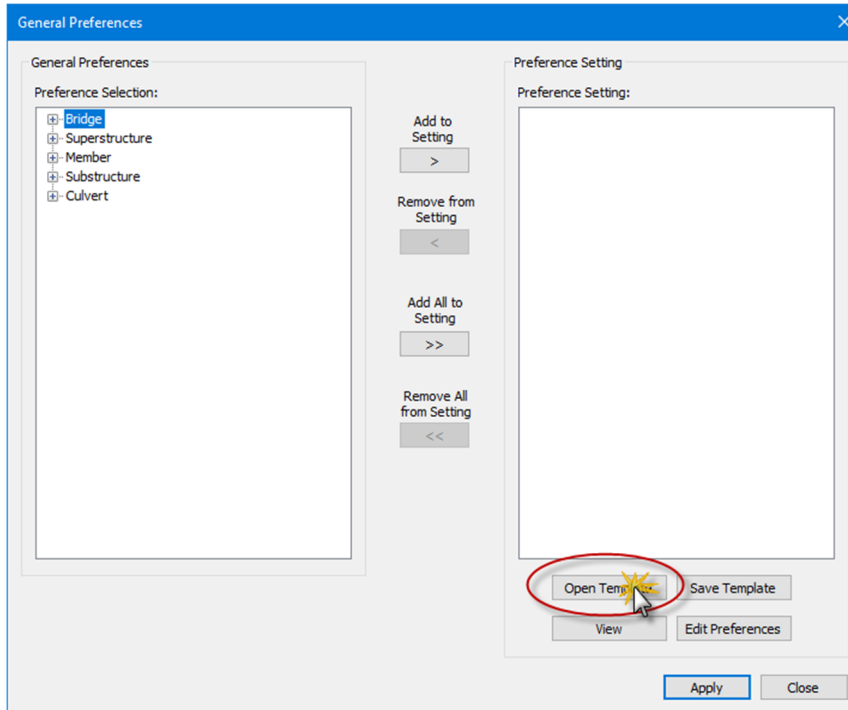 General Preferences
General Preferences
Preference Selection:
Bridge
Superstructure
Member
Substructure
Culvert
Add to
Setting
>
Remove from
Setting
<
Add All to
Setting
>>
Remove All
from Setting
<<
Preference Setting
Preference Setting:
Open
Save Template
View
Edit Preferences
Apply
Close